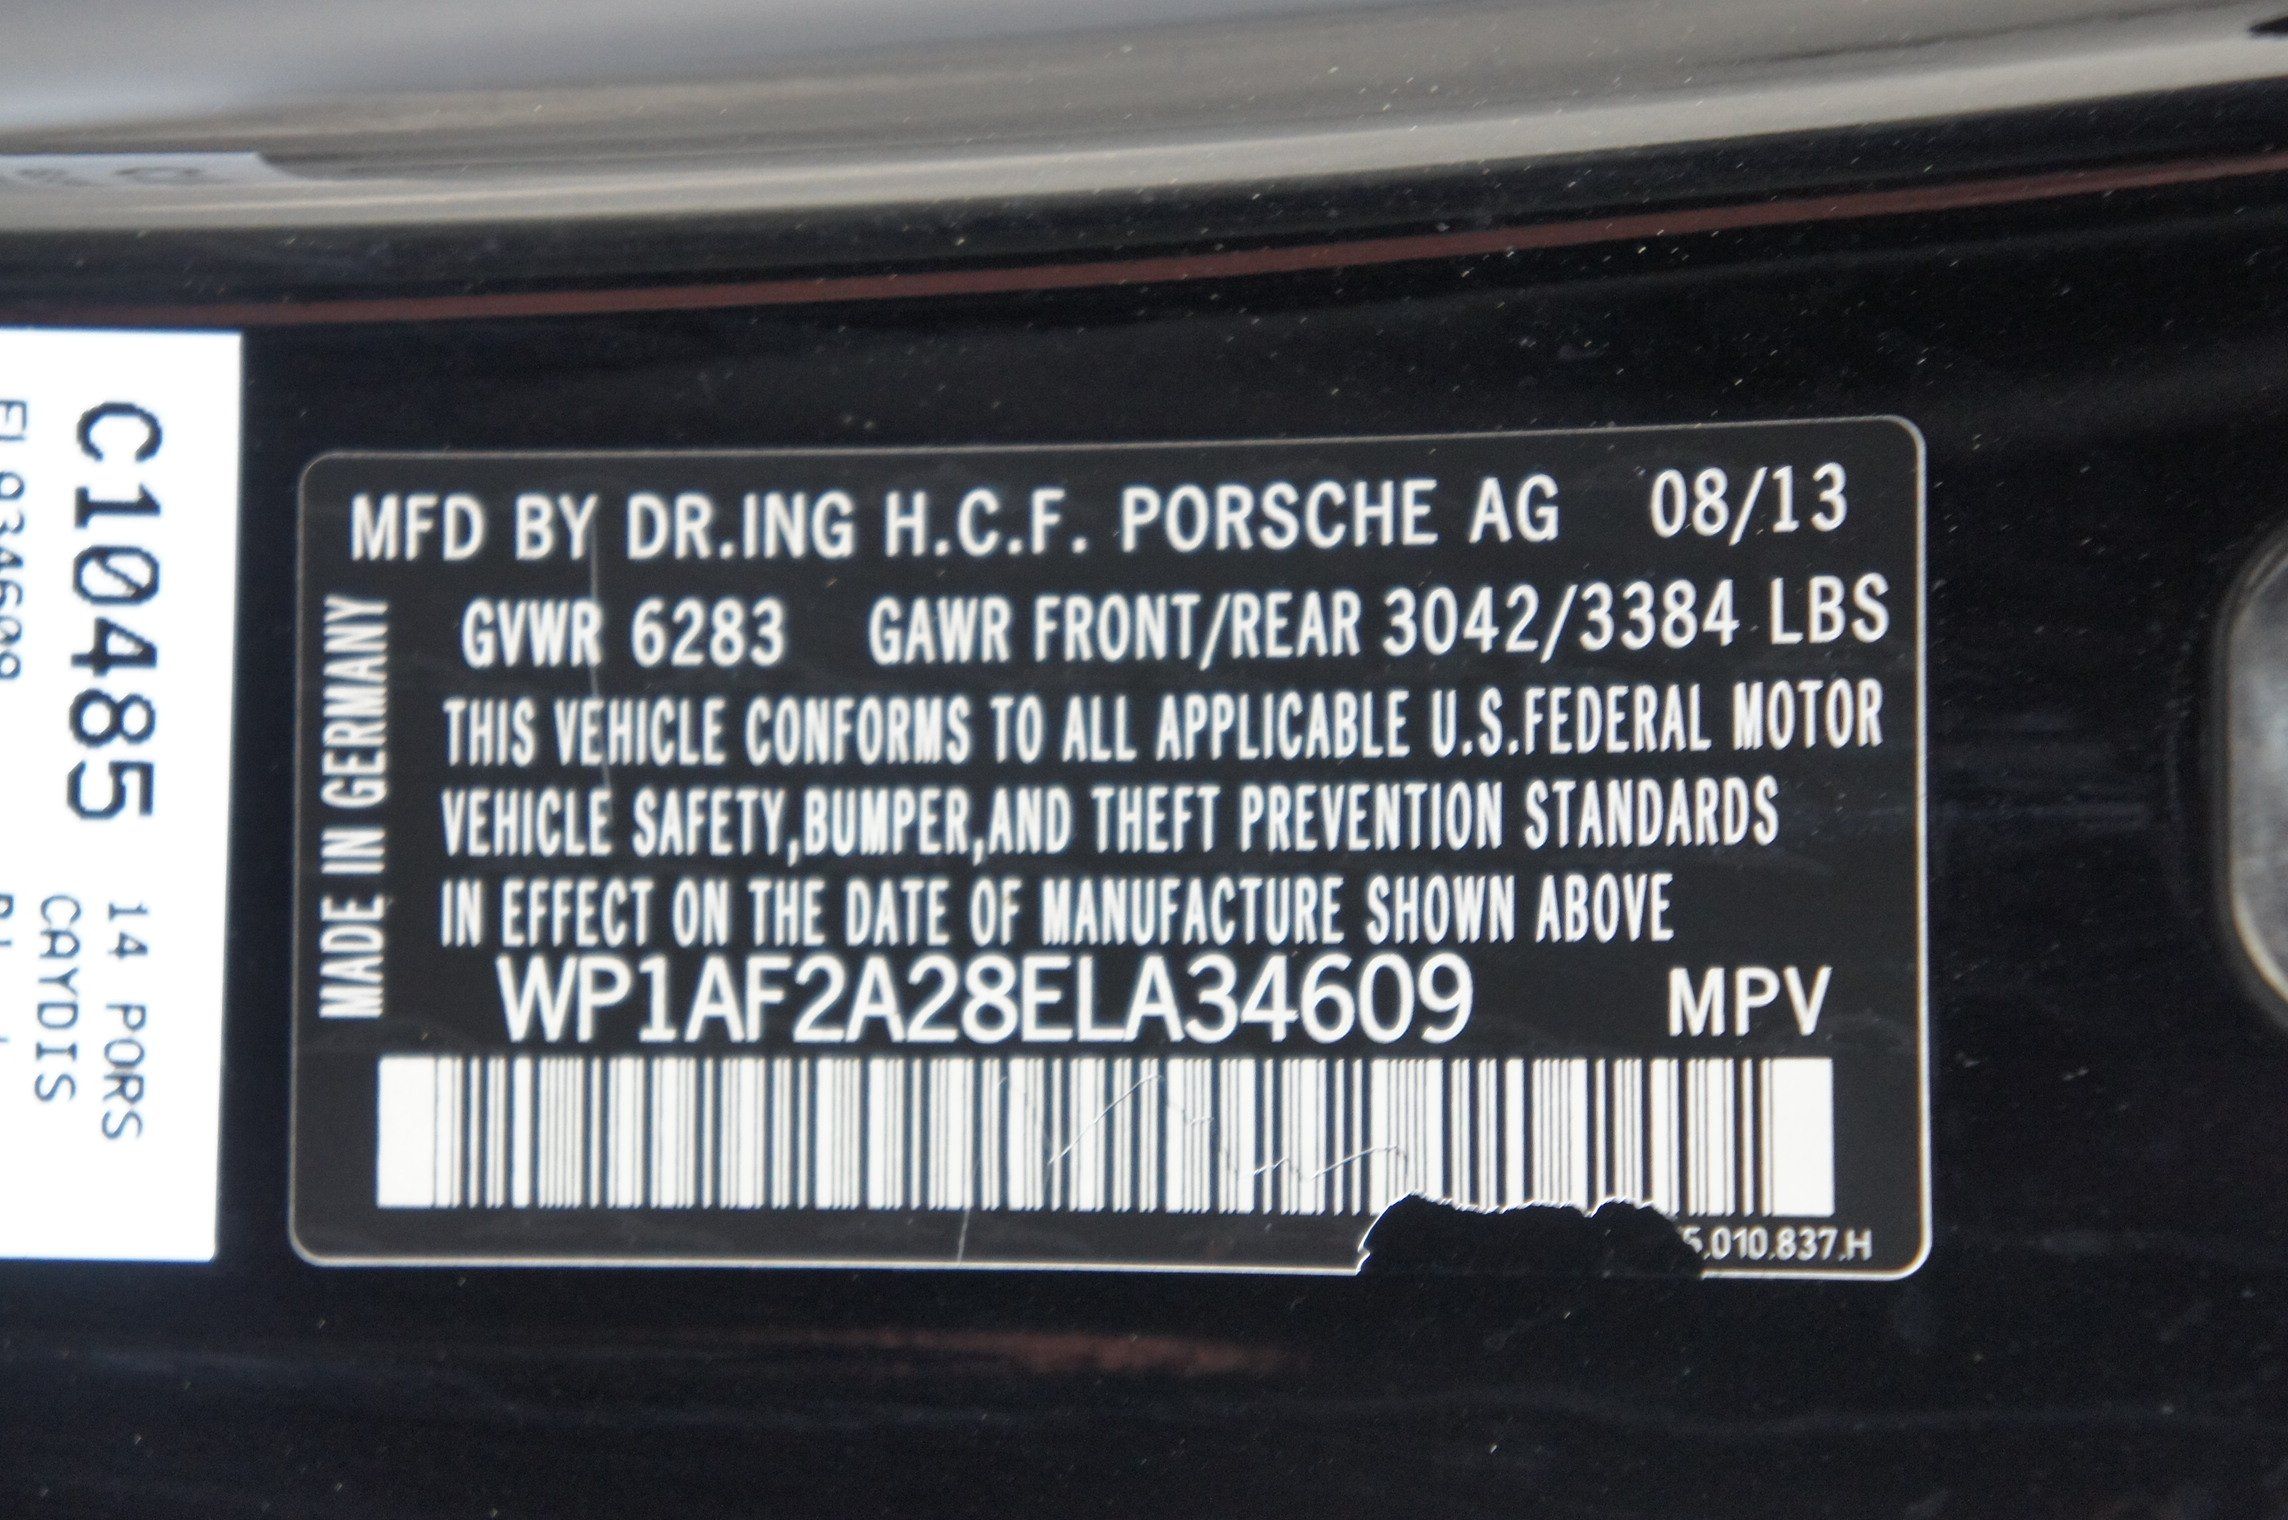 C10485 14 PORS
CAYDIS
MFD BY DR.ING H.C.F. PORSCHE AG 08/13
GVWR 6283 GAWR FRONT/REAR 3042/3384 LBS
MADE IN GERMANY
THIS VEHICLE CONFORMS TO ALL APPLICABLE U.S.FEDERAL MOTOR
VEHICLE SAFETY,BUMPER,AND THEFT PREVENTION STANDARDS
IN EFFECT ON THE DATE OF MANUFACTURE SHOWN ABOVE
WP1AF2A28ELA34609 MPV
5.010.837.H